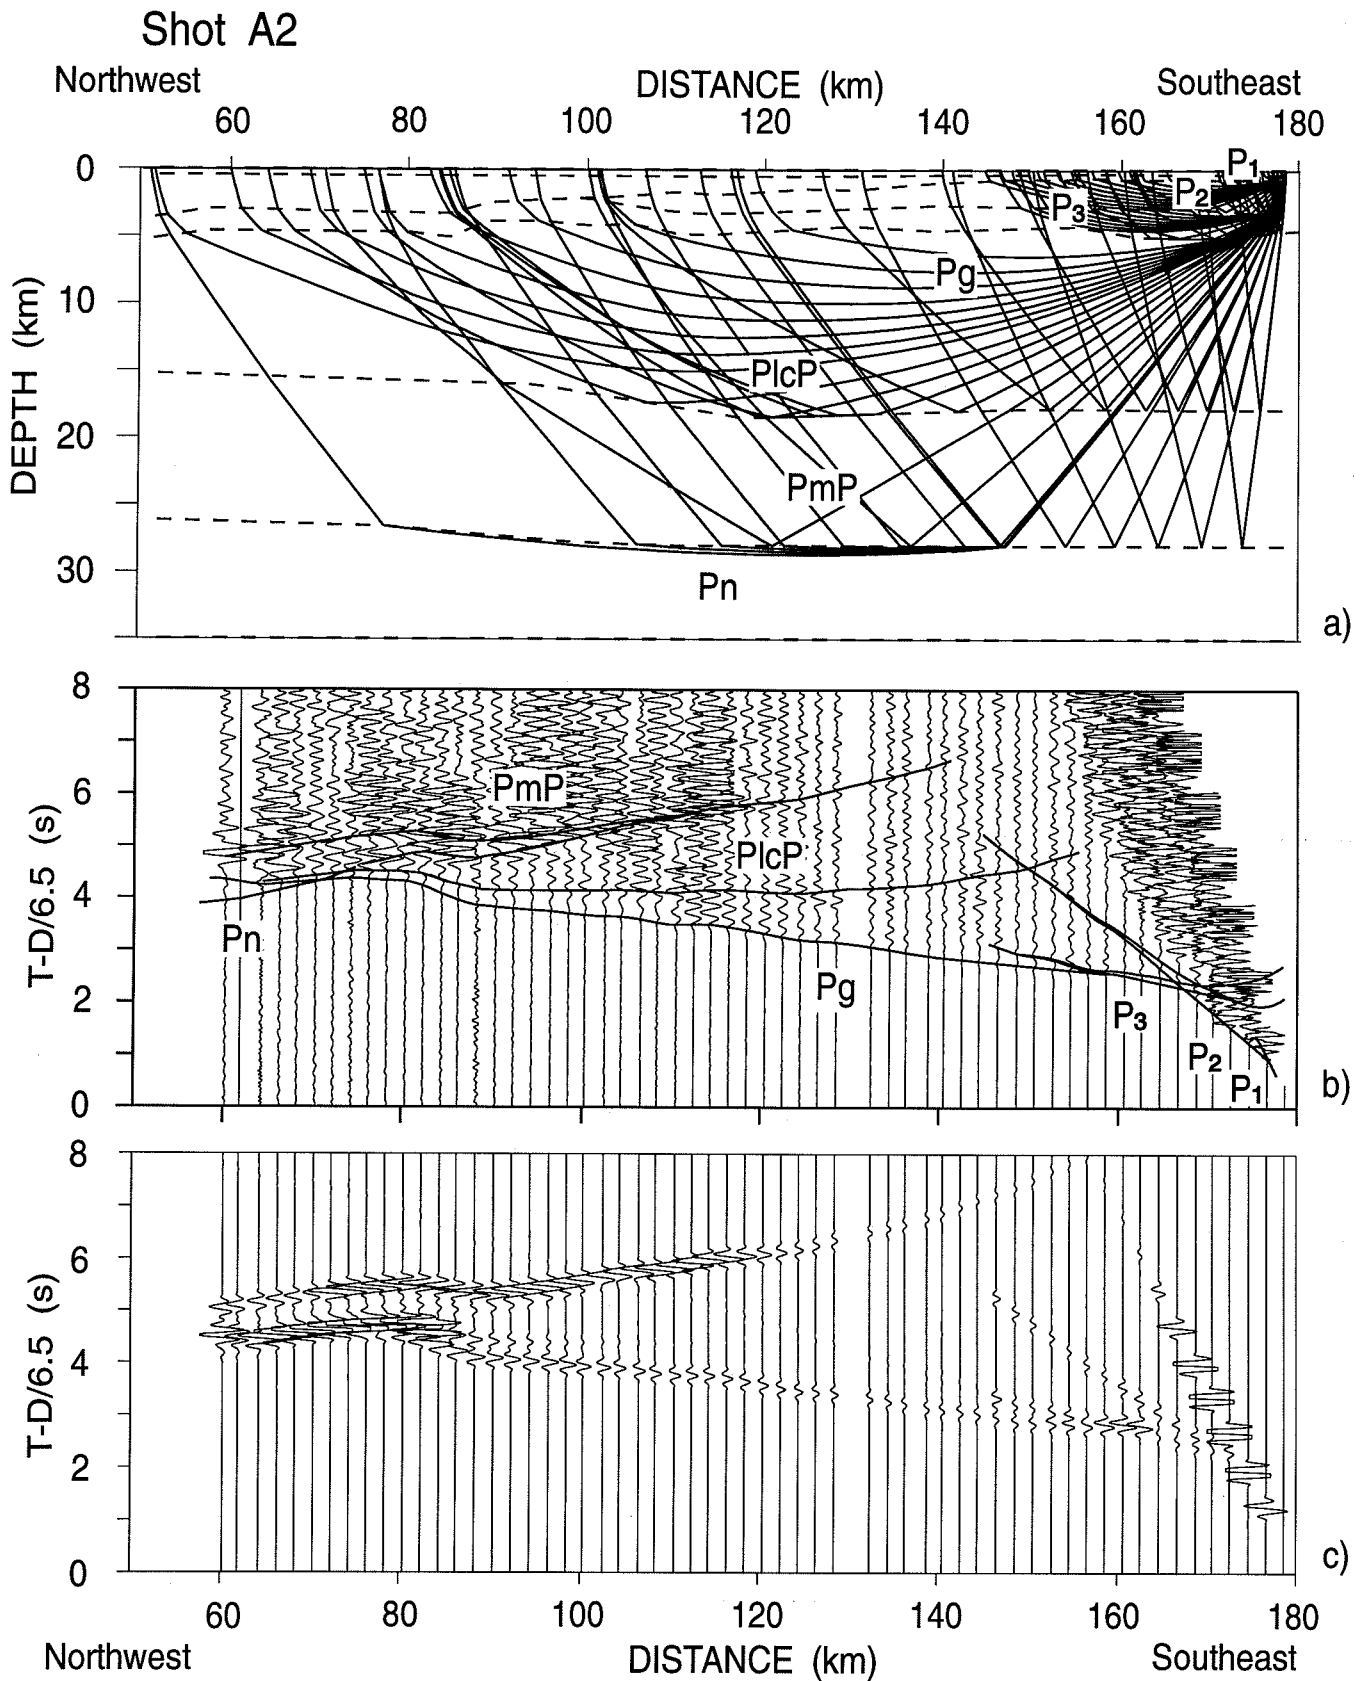 Shot A2
Northwest DISTANCE (km) Southeast
60 80 100 120 140 160 180
0
10
20
30
DEPTH (km)
P1
P2
P3
Pg
PlcP
PmP
Pn
a)
8
6
4
2
0
T-D/6.5 (s)
PmP
PlcP
Pn
Pg
P3
P2
P1
b)
8
6
4
2
0
T-D/6.5 (s)
c)
60 80 100 120 140 160 180
Northwest DISTANCE (km) Southeast